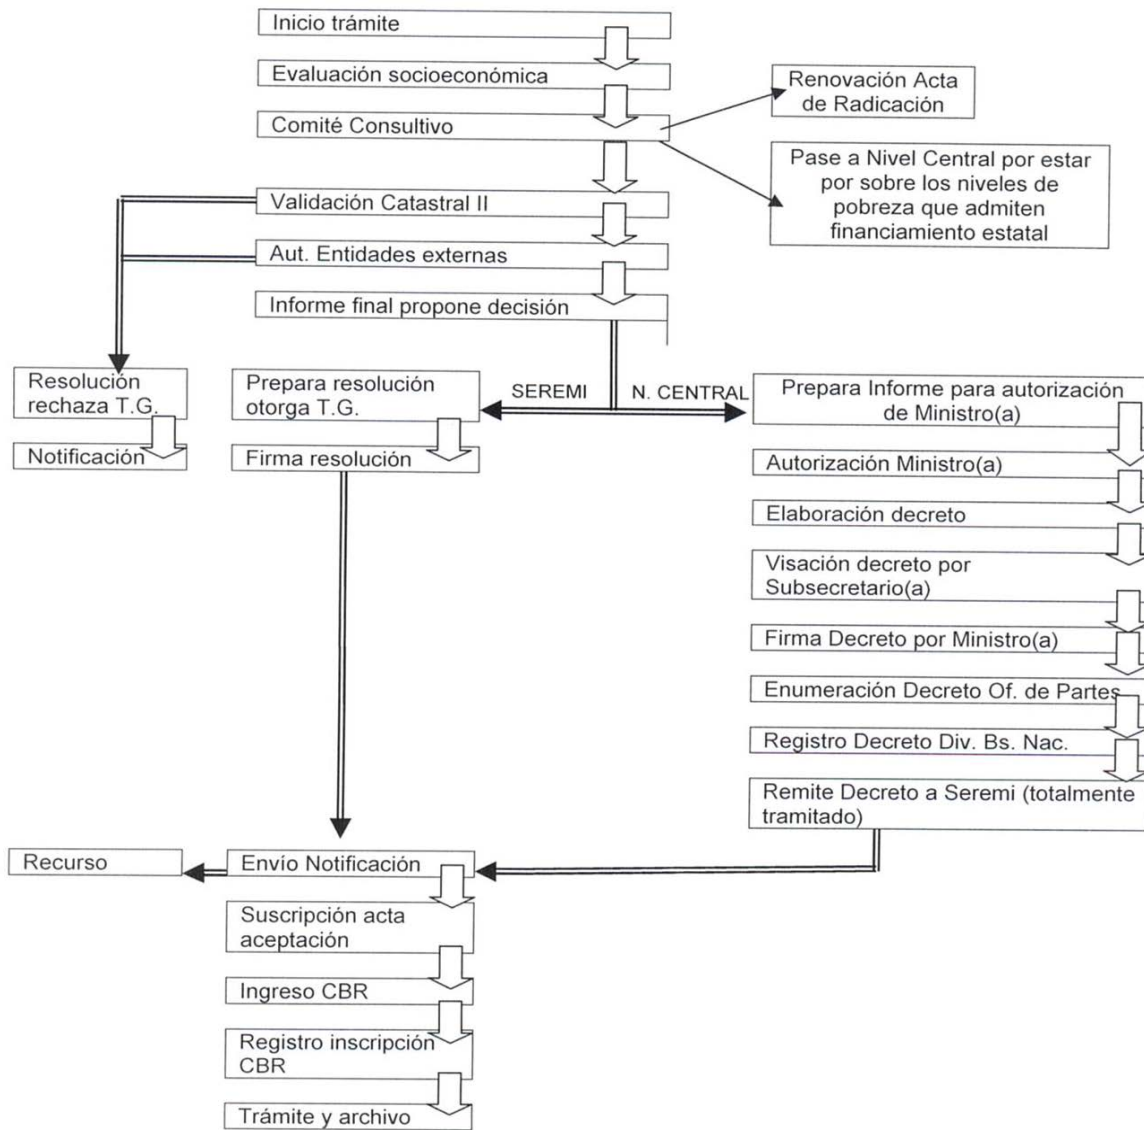 Inicio trámite
Evaluación socioeconómica
Comité Consultivo
Renovación Acta
de Radicación
Pase a Nivel Central por estar
por sobre los niveles de
pobreza que admiten
financiamiento estatal
Validación Catastral II
Aut. Entidades externas
Informe final propone decisión
SEREMI
N. CENTRAL
Resolución
rechaza T.G.
Notificación
Prepara resolución
otorga T.G.
Firma resolución
Prepara Informe para autorización
de Ministro(a)
Autorización Ministro(a)
Elaboración decreto
Visación decreto por
Subsecretario(a)
Firma Decreto por Ministro(a)
Enumeración Decreto Of. de Partes
Registro Decreto Div. Bs. Nac.
Remite Decreto a Seremi (totalmente
tramitado)
Recurso
Envío Notificación
Suscripción acta
aceptación
Ingreso CBR
Registro inscripción
CBR
Trámite y archivo